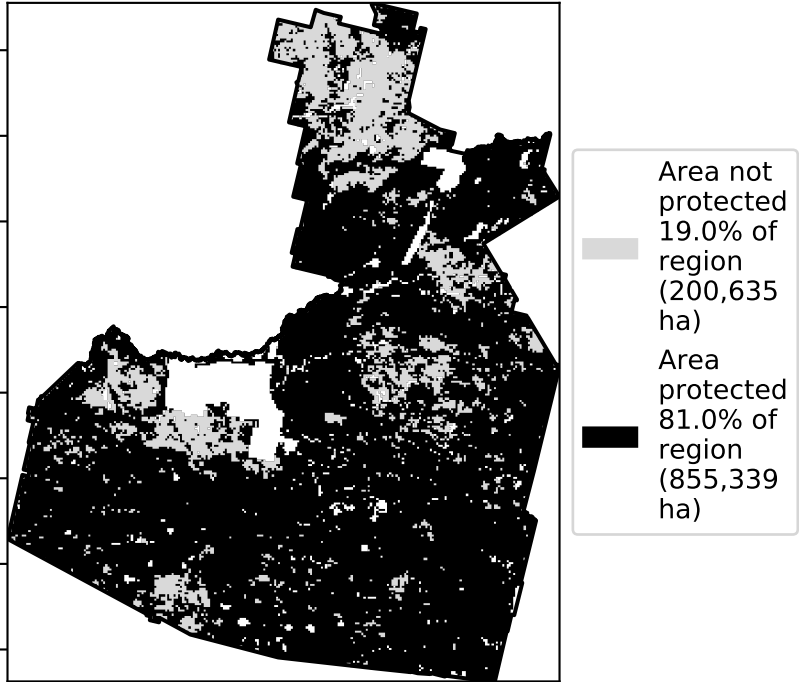 Area not
protected
19.0% of
region
(200,635
ha)
Area
protected
81.0% of
region
(855,339
ha)